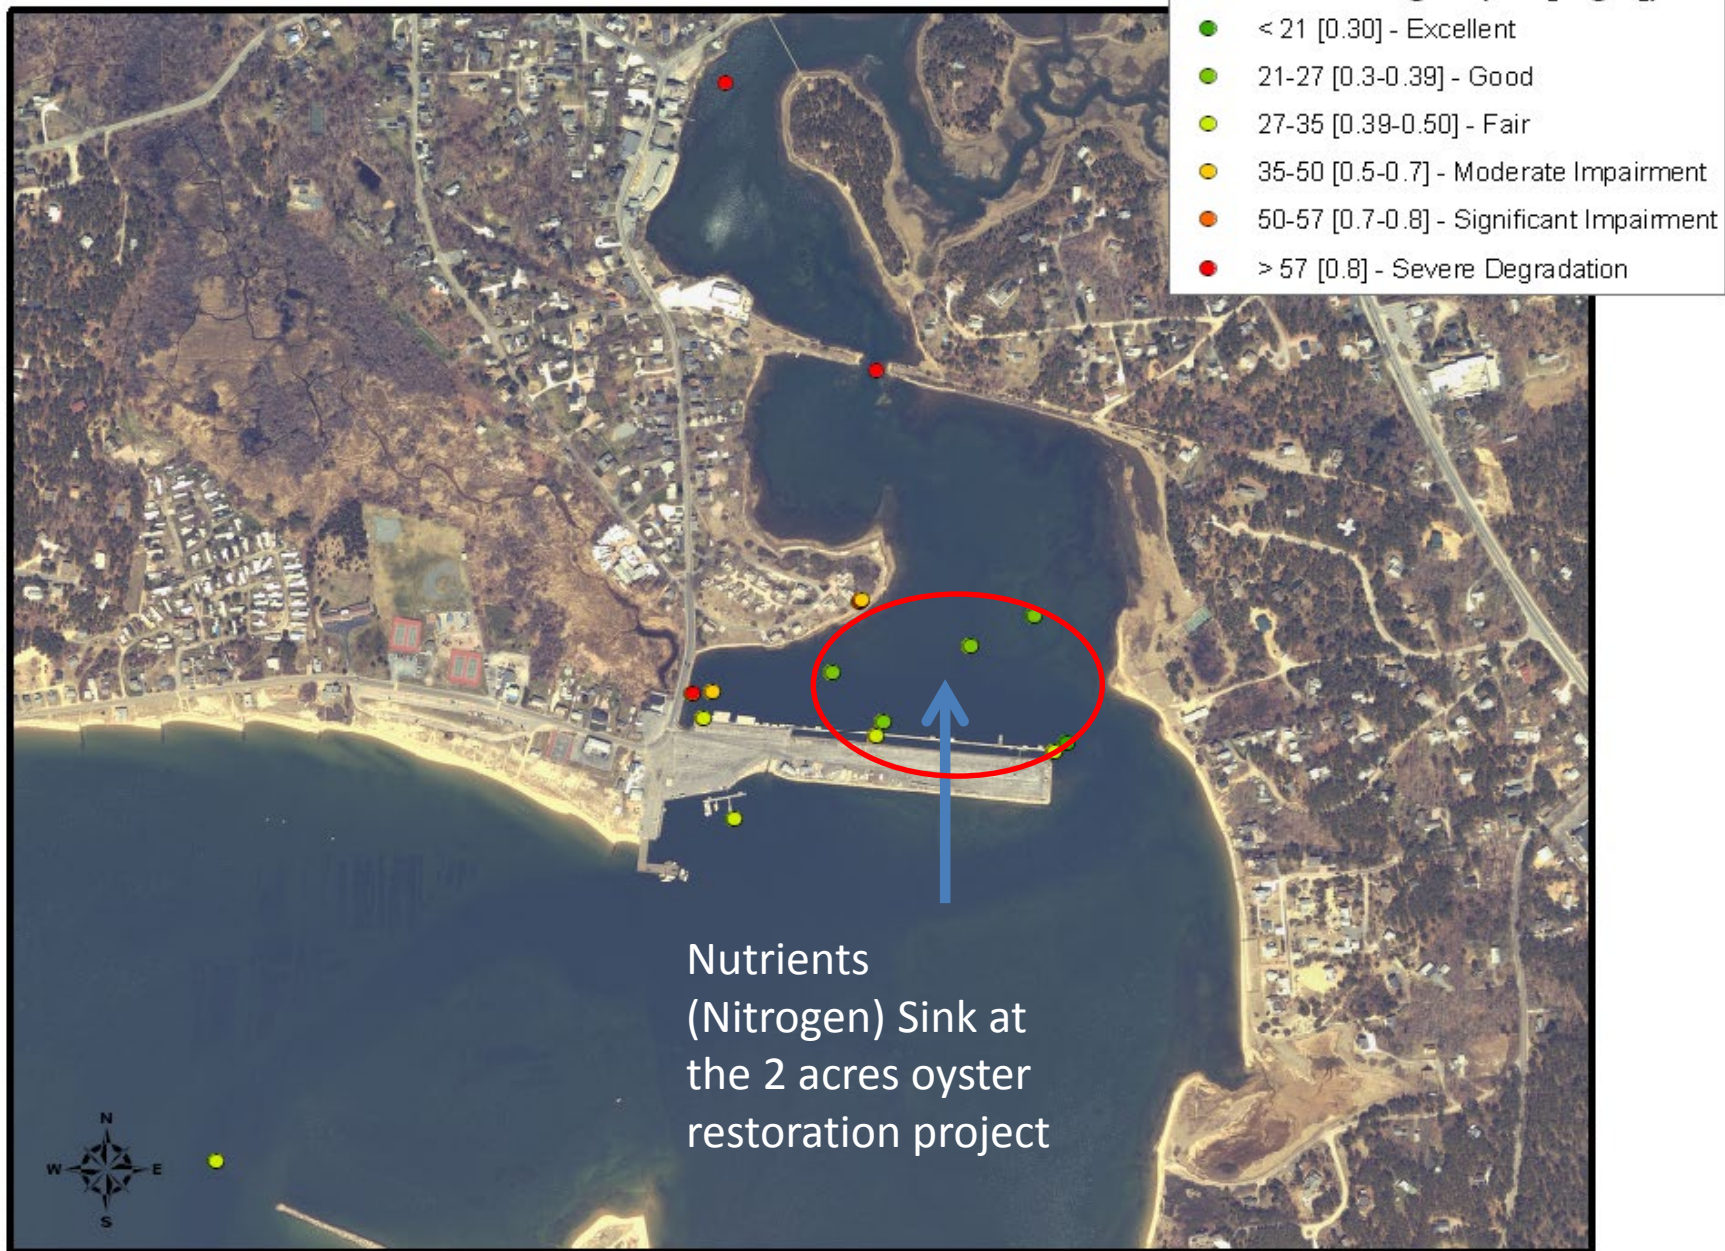 < 21 [0.30] - Excellent
21-27 [0.3-0.39] - Good
27-35 [0.39-0.50] - Fair
35-50 [0.5-0.7] - Moderate Impairment
50-57 [0.7-0.8] - Significant Impairment
> 57 [0.8] - Severe Degradation
Nutrients
(Nitrogen) Sink at
the 2 acres oyster
restoration project
N
W E
S